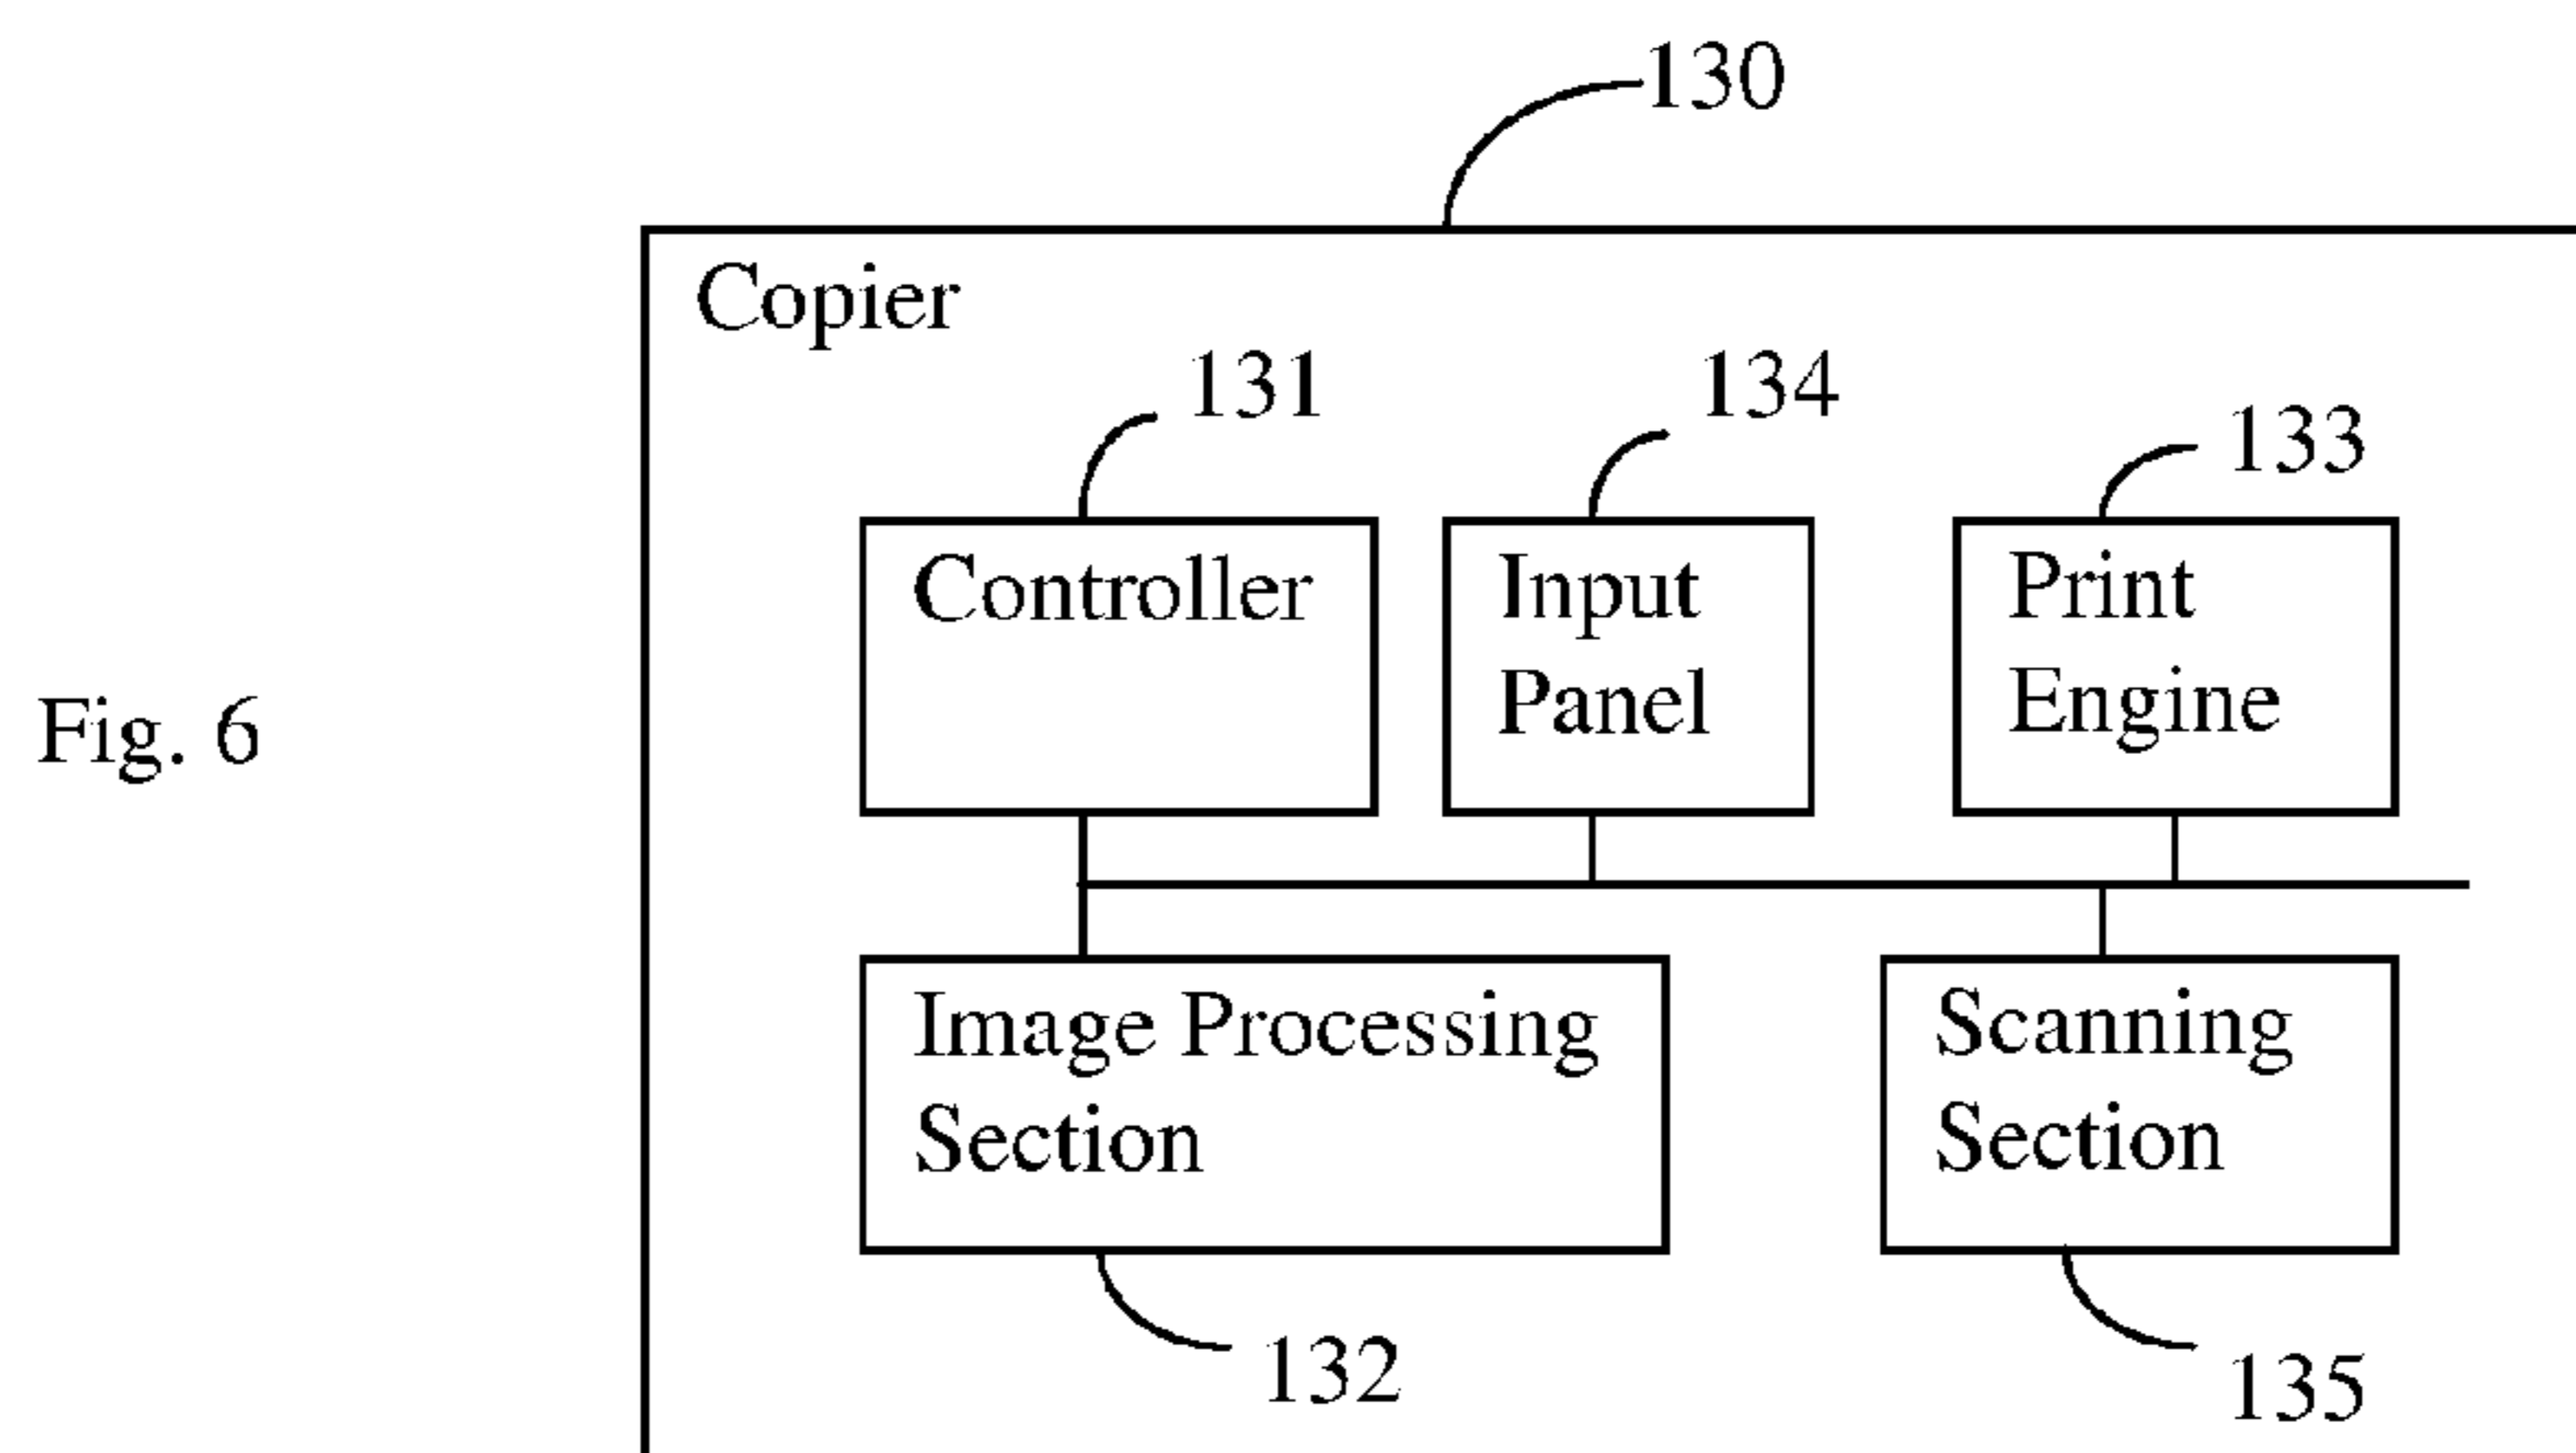 130
Copier
131
134
133
Controller
Input
Panel
Print
Engine
Fig. 6
Image Processing
Section
Scanning
Section
132
135